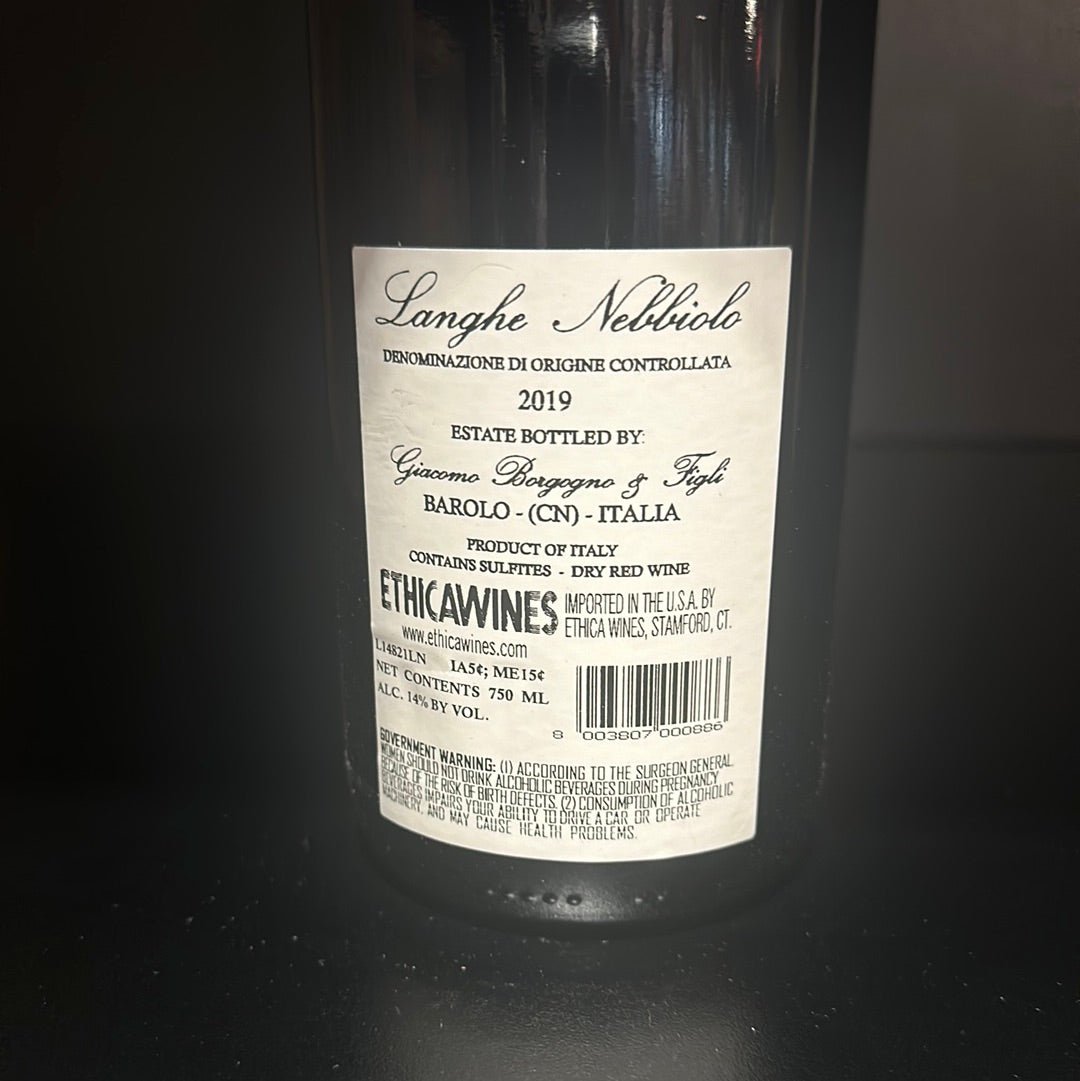 Langhe Nebbiolo
DENOMINAZIONE DI ORIGINE CONTROLLATA
2019
ESTATE BOTTLED BY:
Giacomo Borgogno & Figli
BAROLO - (CN) - ITALIA
PRODUCT OF ITALY
CONTAINS SULFITES - DRY RED WINE
ETHICAWINES
IMPORTED IN THE U.S.A. BY
ETHICA WINES, STAMFORD, CT.
www.ethicawines.com
L14821LN IA5¢; ME15¢
NET CONTENTS 750 ML
ALC. 14% BY VOL.
8 003807 000886
GOVERNMENT WARNING: (1) ACCORDING TO THE SURGEON GENERAL
WOMEN SHOULD NOT DRINK ALCOHOLIC BEVERAGES DURING PREGNANCY
BECAUSE OF THE RISK OF BIRTH DEFECTS. (2) CONSUMPTION OF ALCOHOLIC
BEVERAGES IMPAIRS YOUR ABILITY TO DRIVE A CAR OR OPERATE
MACHINERY, AND MAY CAUSE HEALTH PROBLEMS.